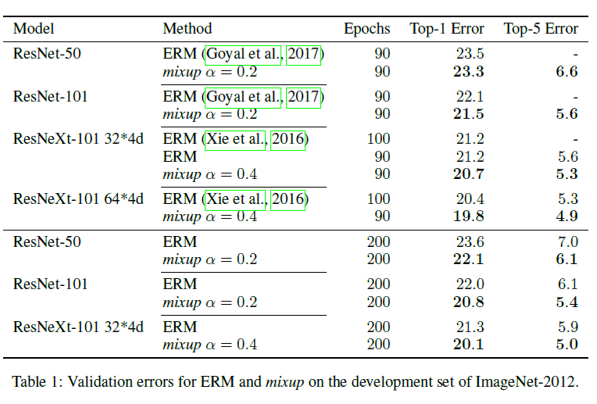 Model Method Epochs Top-1 Error Top-5 Error
ResNet-50 ERM (Goyal et al., 2017) 90 23.5 -
mixup α = 0.2 90 23.3 6.6
ResNet-101 ERM (Goyal et al., 2017) 90 22.1 -
mixup α = 0.2 90 21.5 5.6
ResNeXt-101 32*4d ERM (Xie et al., 2016) 100 21.2 -
ERM 90 21.2 5.6
mixup α = 0.4 90 20.7 5.3
ResNeXt-101 64*4d ERM (Xie et al., 2016) 100 20.4 5.3
mixup α = 0.4 90 19.8 4.9
ResNet-50 ERM 200 23.6 7.0
mixup α = 0.2 200 22.1 6.1
ResNet-101 ERM 200 22.0 6.1
mixup α = 0.2 200 20.8 5.4
ResNeXt-101 32*4d ERM 200 21.3 5.9
mixup α = 0.4 200 20.1 5.0
Table 1: Validation errors for ERM and mixup on the development set of ImageNet-2012.